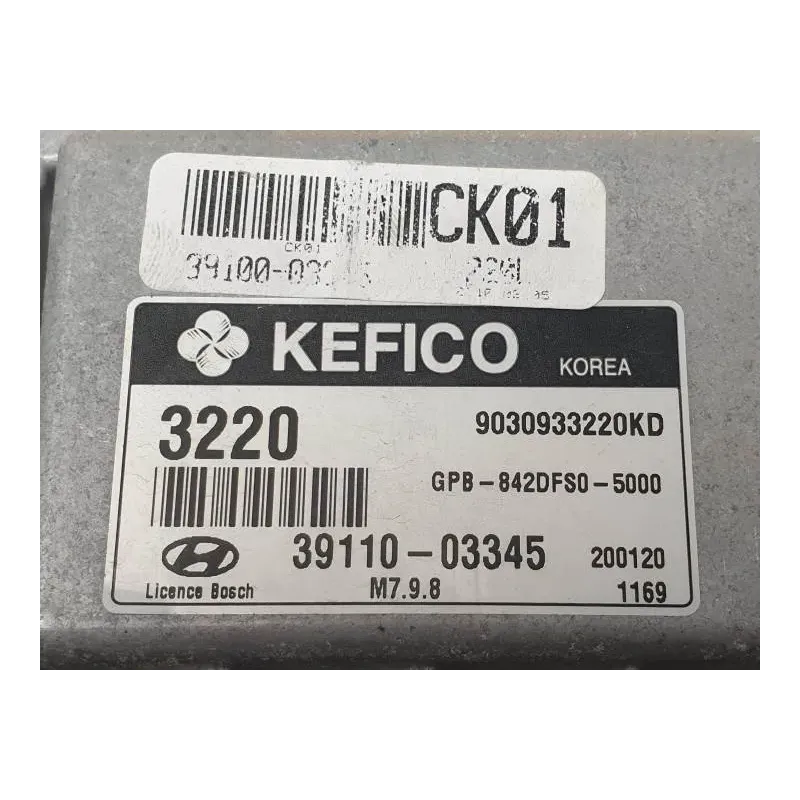 CK01
CK01
KEFICO KOREA
3220 9030933220KD
GPB-842DFS0-5000
39110-03345 200120
Licence Bosch M7.9.8 1169